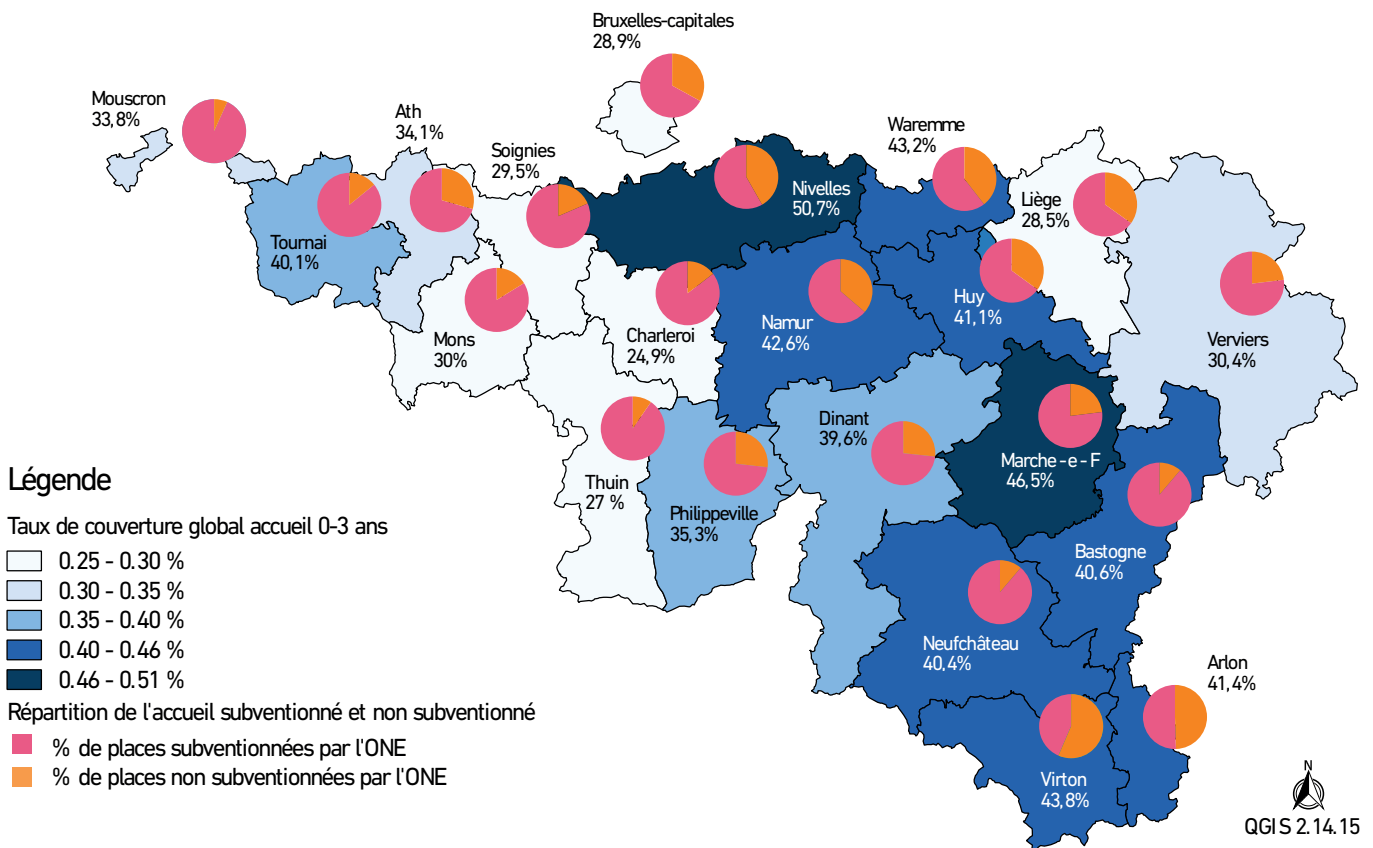 Bruxelles-capitales
28,9%
Mouscron
33,8%
Ath
34,1%
Soignies
29,5%
Waremme
43,2%
Nivelles
50,7%
Liège
28,5%
Tournai
40,1%
Huy
41,1%
Namur
42,6%
Mons
30%
Charleroi
24,9%
Verviers
30,4%
Dinant
39,6%
Marche-e-F
46,5%
Thuin
27 %
Philippeville
35,3%
Bastogne
40,6%
Neufchâteau
40,4%
Arlon
41,4%
Virton
43,8%
Légende
Taux de couverture global accueil 0-3 ans
0.25 - 0.30 %
0.30 - 0.35 %
0.35 - 0.40 %
0.40 - 0.46 %
0.46 - 0.51 %
Répartition de l'accueil subventionné et non subventionné
% de places subventionnées par l'ONE
% de places non subventionnées par l'ONE
N
QGIS 2.14.15